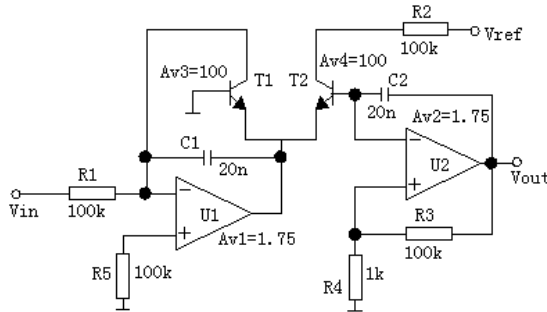 R2
100k
Vref
Av3=100
T1
T2
Av4=100
C2
20n
Av2=1.75
C1
20n
R1
100k
Vin
U1
Av1=1.75
U2
Vout
R3
100k
R5
100k
R4
1k